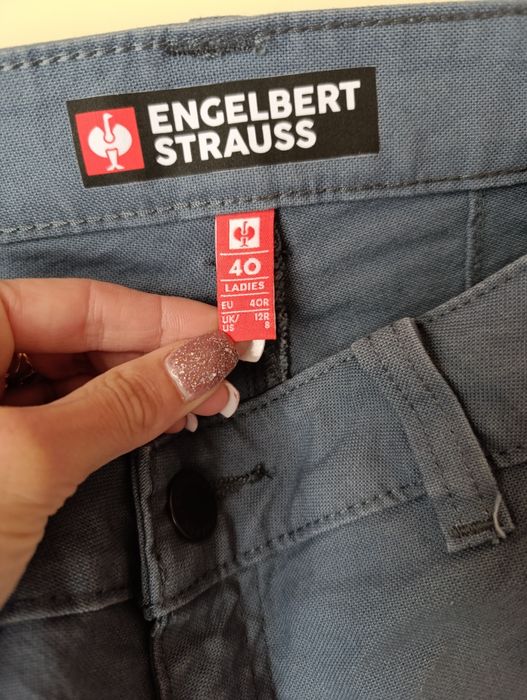 ENGELBERT
STRAUSS
40
LADIES
EU 40R
UK/ 12R
US 8